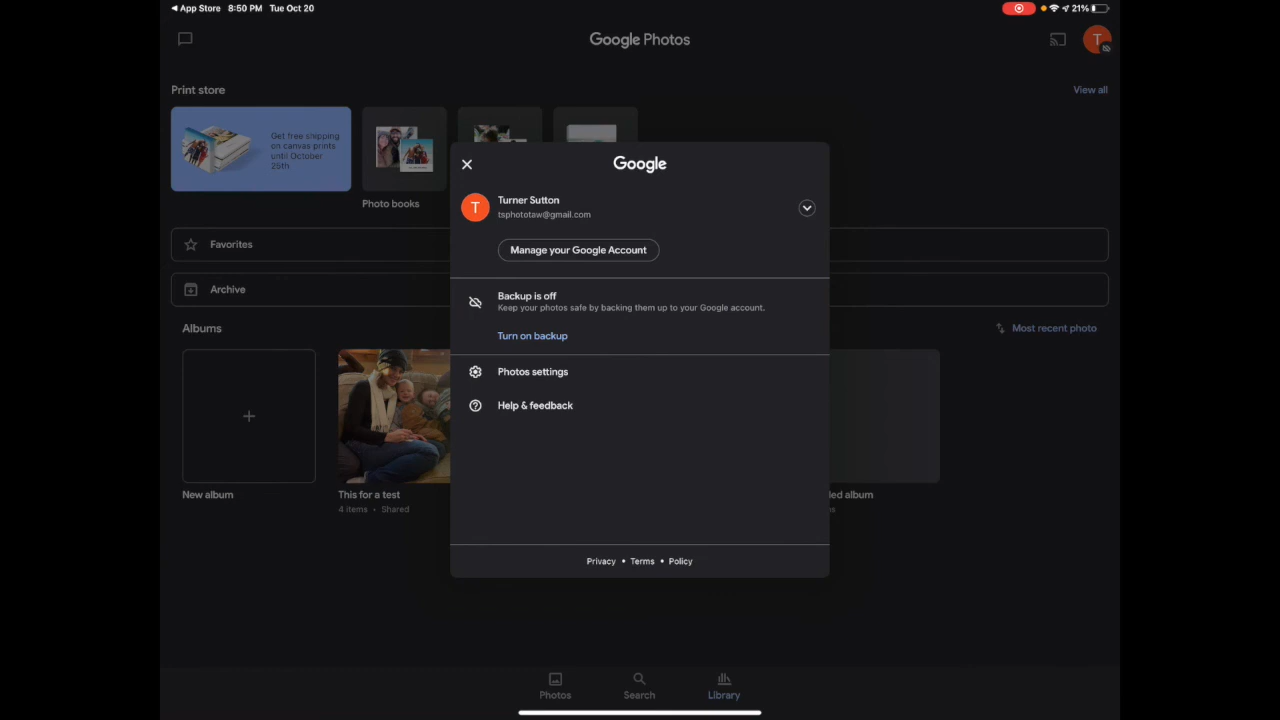 App Store 8:50 PM Tue Oct 20
21%
Google Photos
T
Print store
View all
Get free shipping
on canvas prints
until October
25th
Photo books
Google
T
Turner Sutton
tsphototaw@gmail.com
Manage your Google Account
Favorites
Archive
Backup is off
Keep your photos safe by backing them up to your Google account.
Turn on backup
Albums
Most recent photo
Photos settings
Help & feedback
New album
This for a test
4 items • Shared
led album
Privacy • Terms • Policy
Photos
Search
Library